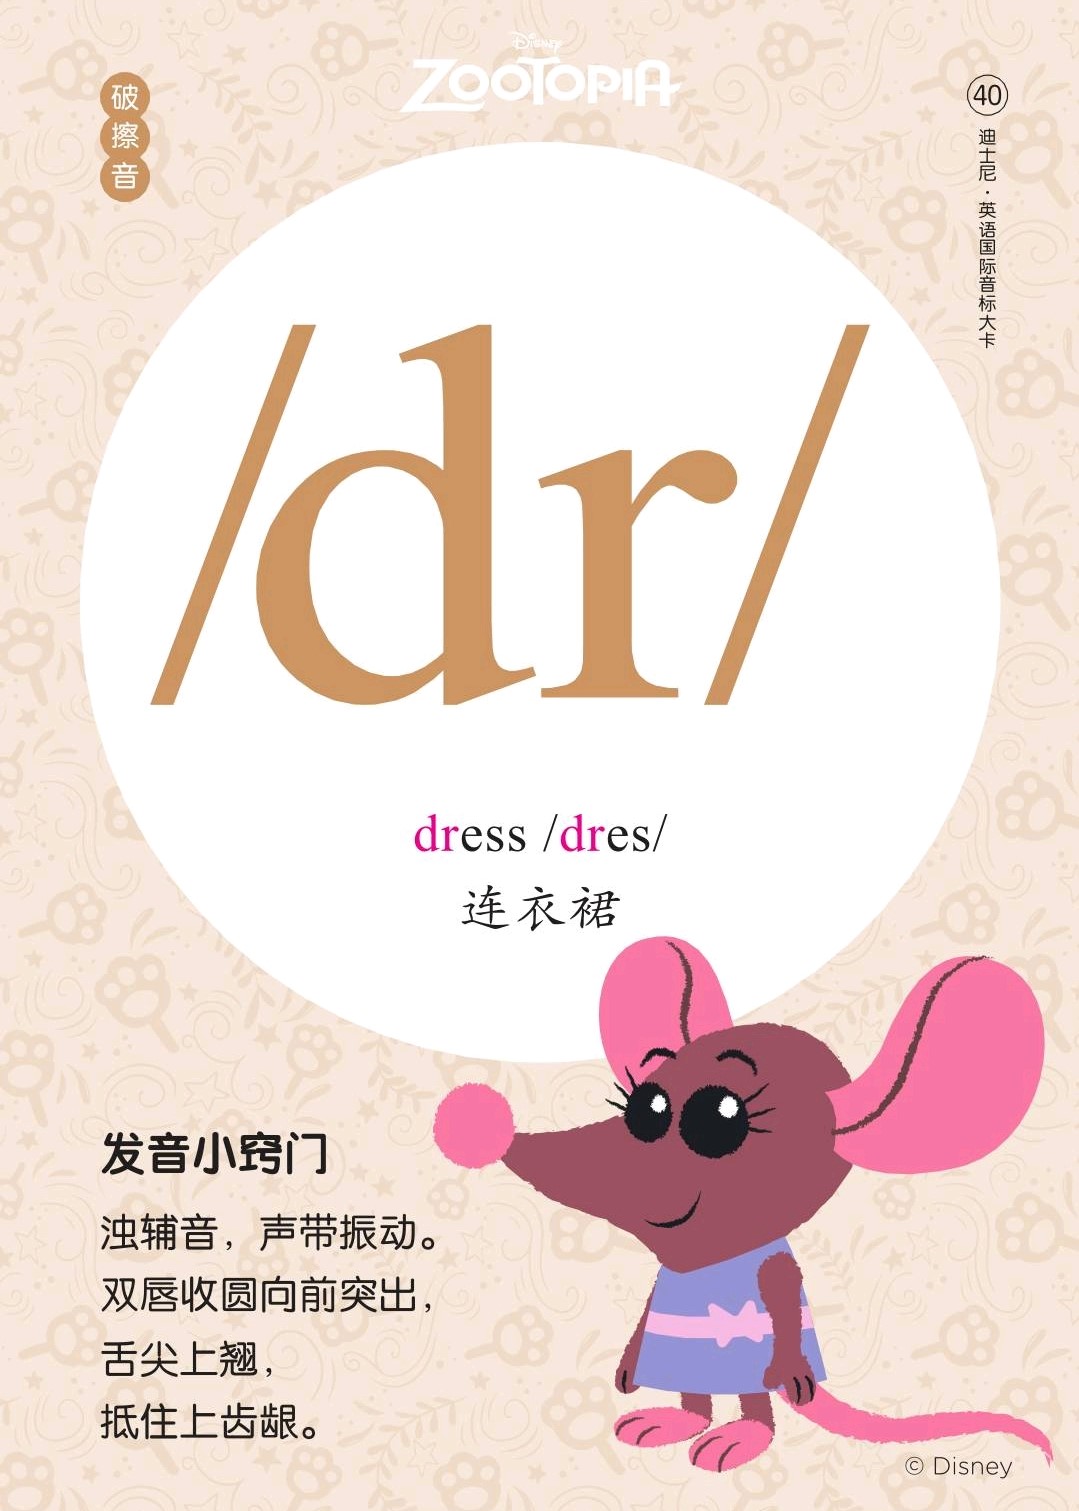 Disney
ZOOTOPIA
破擦音
40
迪士尼·英语国际音标大卡
/dr/
dress /dres/
连衣裙
发音小窍门
浊辅音，声带振动。
双唇收圆向前突出，
舌尖上翘，
抵住上齿龈。
© Disney